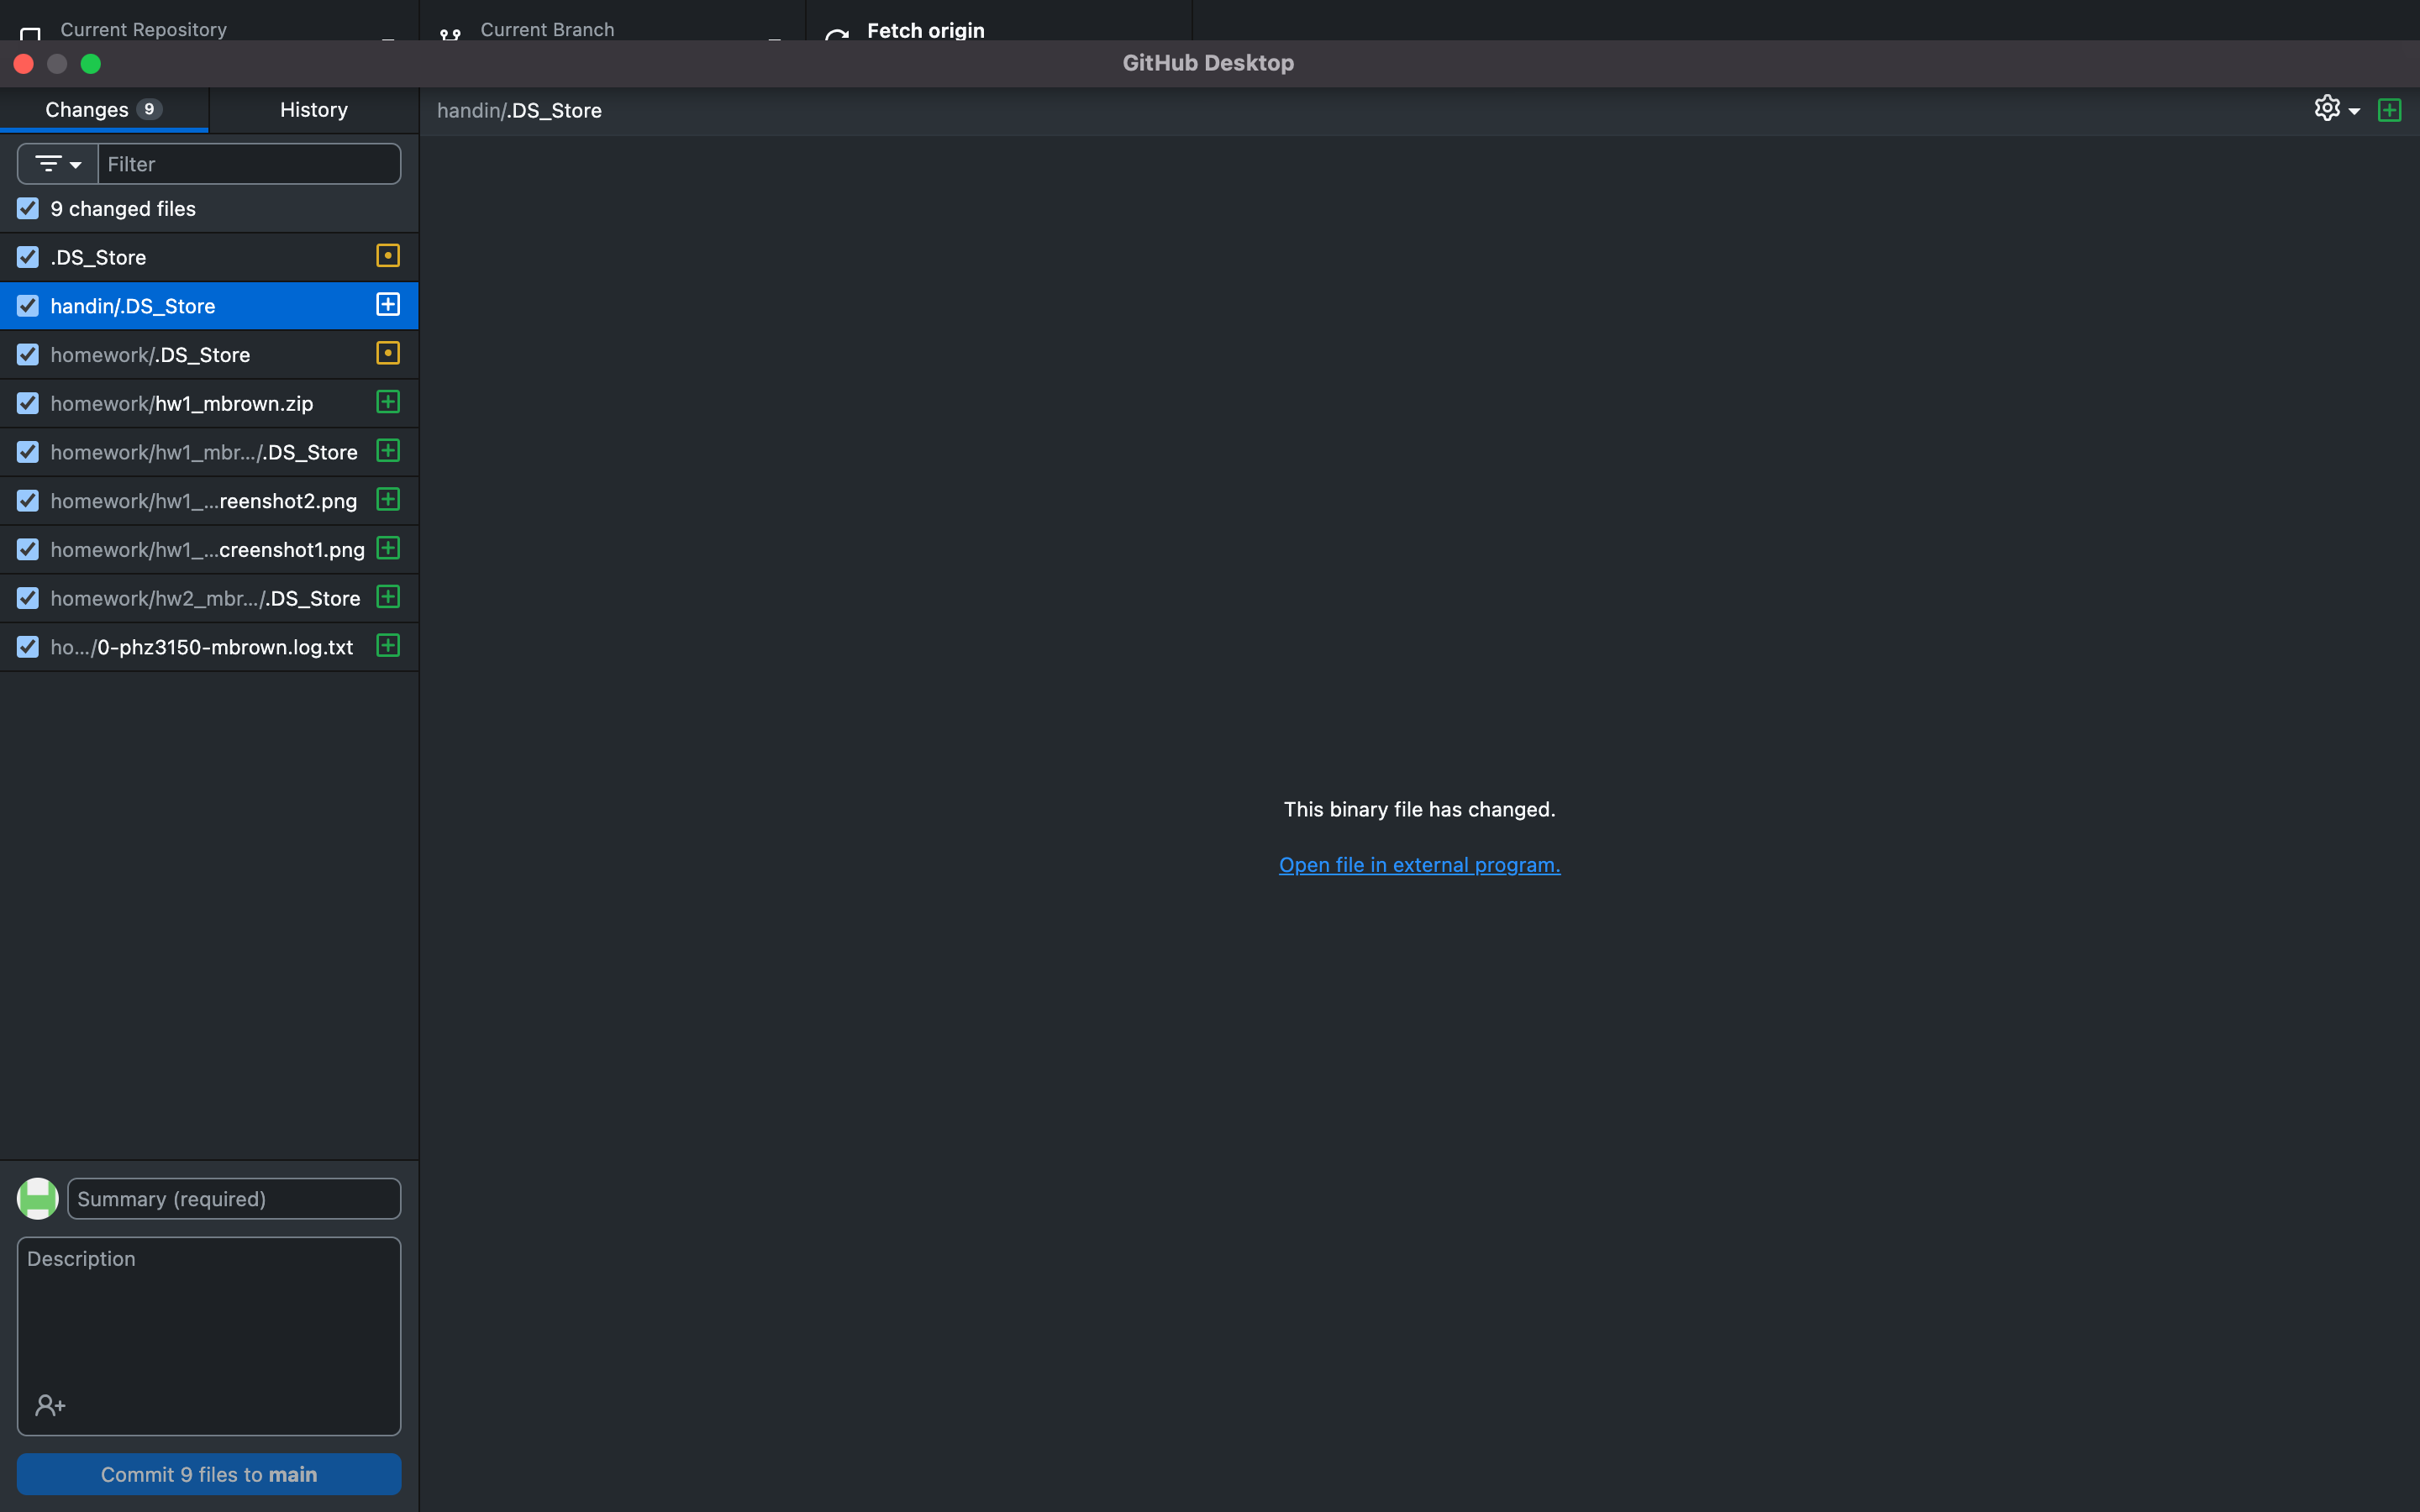 Current Repository
Current Branch
Fetch origin
GitHub Desktop
Changes 9
History
handin/.DS_Store
Filter
9 changed files
.DS_Store
handin/.DS_Store
homework/.DS_Store
homework/hw1_mbrown.zip
homework/hw1_mbr.../.DS_Store
homework/hw1_...reenshot2.png
homework/hw1_...creenshot1.png
homework/hw2_mbr.../.DS_Store
ho.../0-phz3150-mbrown.log.txt
This binary file has changed.
Open file in external program.
Summary (required)
Description
Commit 9 files to main